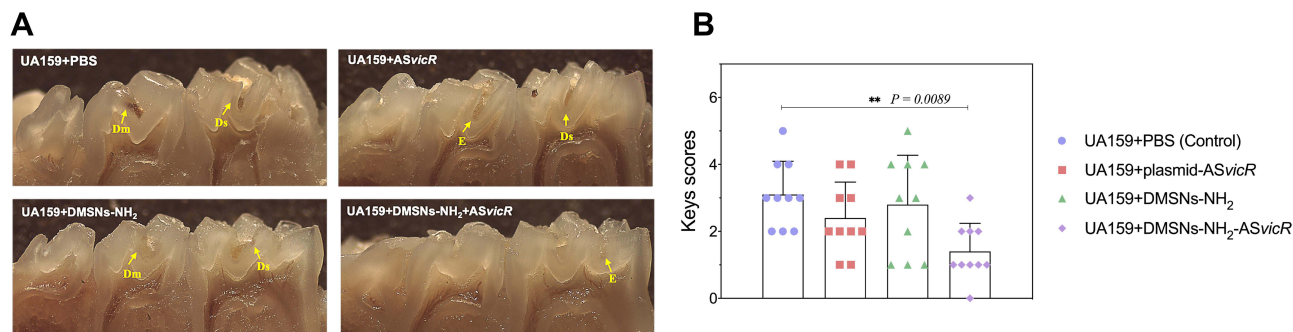 A
UA159+PBS
Dm
Ds
UA159+ASvicR
E
Ds
UA159+DMSNs-NH2
Dm
Ds
UA159+DMSNs-NH2+ASvicR
E
B
Keys scores
6
4
2
0
** P = 0.0089
UA159+PBS (Control)
UA159+plasmid-ASvicR
UA159+DMSNs-NH2
UA159+DMSNs-NH2-ASvicR